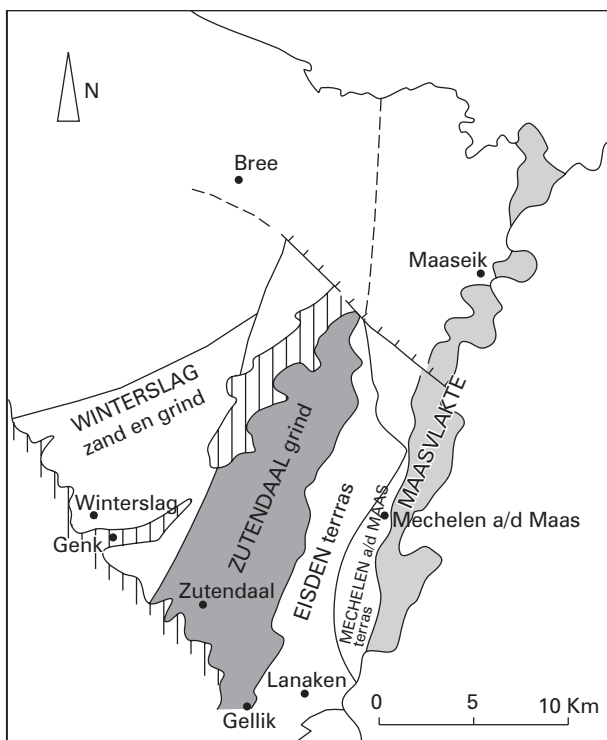 N
Bree
Maaseik
WINTERSLAG
zand en grind
ZUTENDAAL grind
MAASVLAKTE
Winterslag
Genk
EISDEN terrras
MECHELEN a/d MAAS
terras
Mechelen a/d Maas
Zutendaal
Lanaken
Gellik
0 5 10 Km